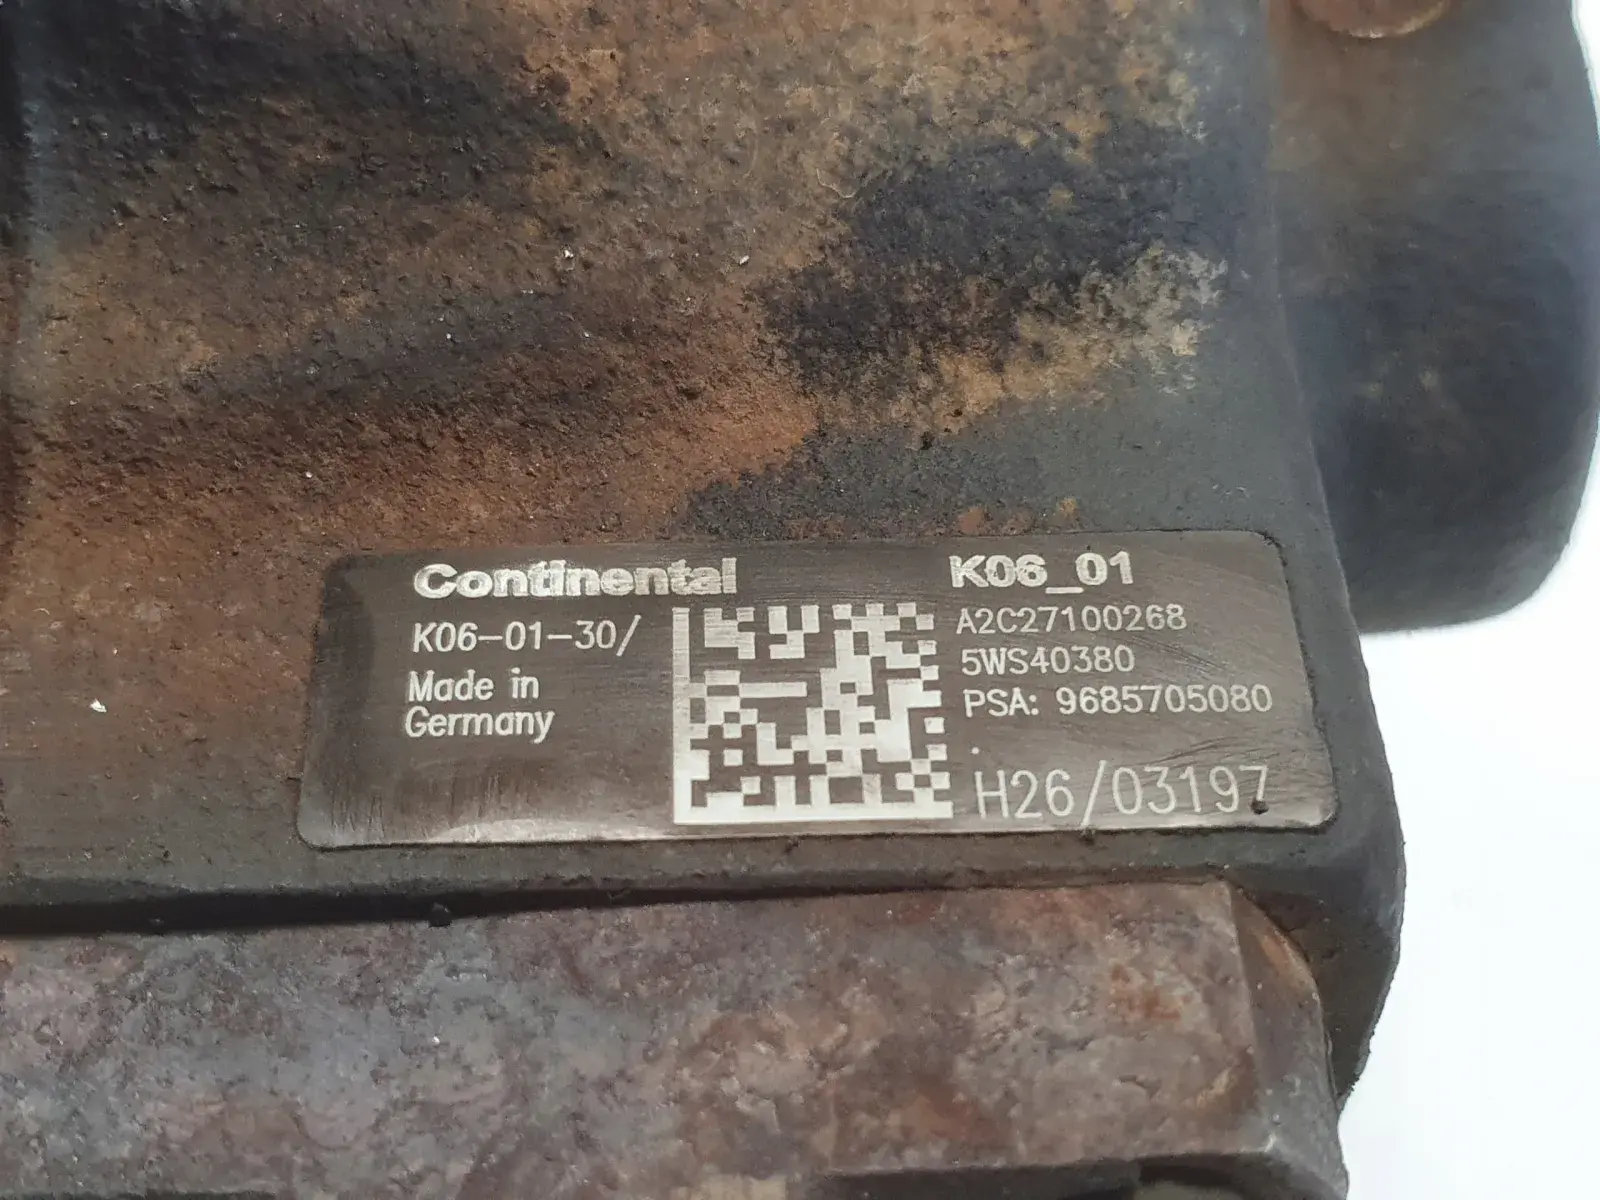 Continental
K06-01-30/
Made in
Germany
K06_01
A2C27100268
5WS40380
PSA: 9685705080
.
H26/03197